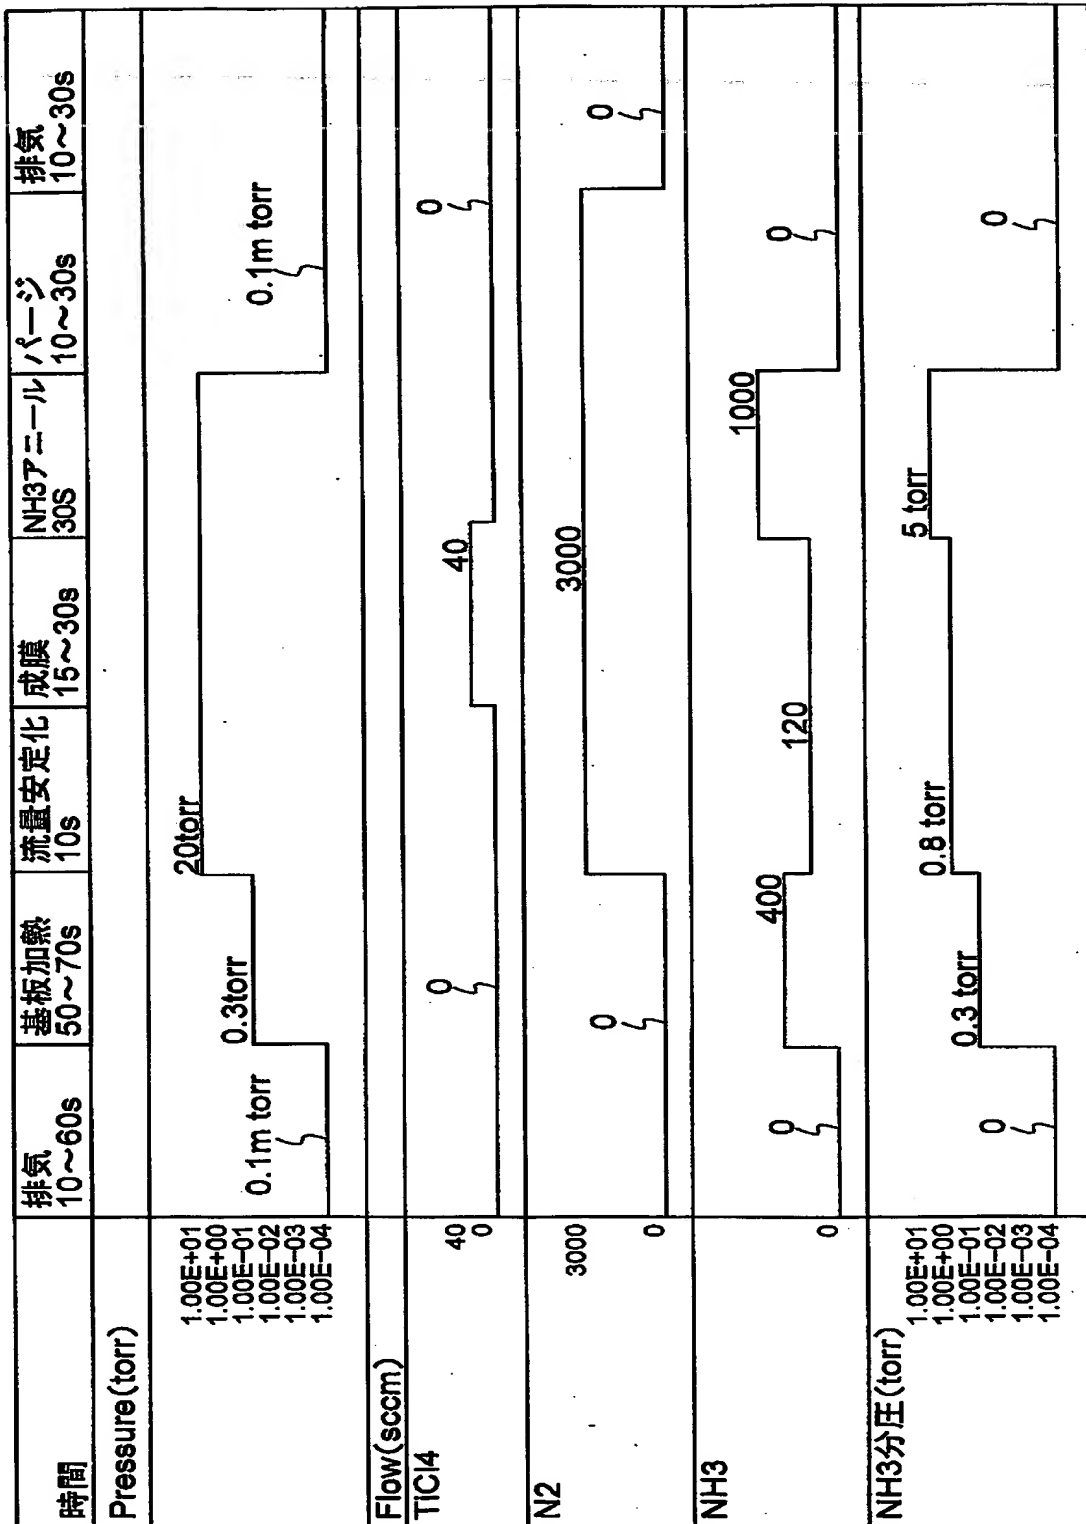 時間
排気
10～60s
基板加熱
50～70s
流量安定化
10s
成膜
15～30s
NH3アニール
30S
パージ
10～30s
排気
10～30s
Pressure(torr)
1.00E+01
1.00E+00
1.00E-01
1.00E-02
1.00E-03
1.00E-04
0.1m torr
0.3torr
20torr
0.1m torr
Flow(sccm)
TiCl4
40
0
0
40
0
N2
3000
0
0
3000
0
NH3
0
0
400
120
1000
0
NH3分圧(torr)
1.00E+01
1.00E+00
1.00E-01
1.00E-02
1.00E-03
1.00E-04
0
0.3 torr
0.8 torr
5 torr
0